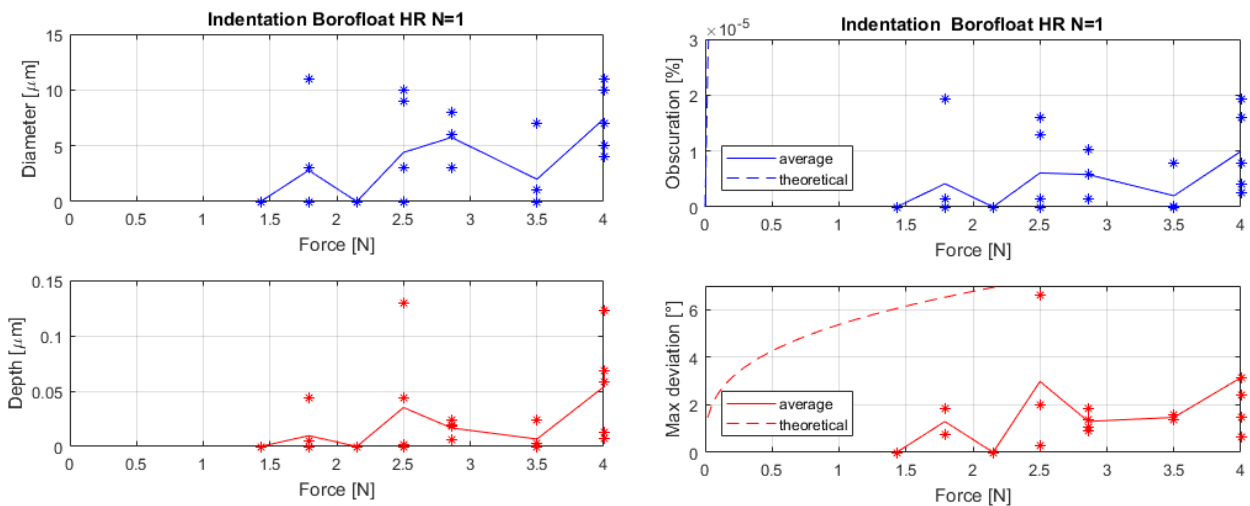 Indentation Borofloat HR N=1
15
10
5
0
Diameter [μm]
0 0.5 1 1.5 2 2.5 3 3.5 4
Force [N]
0.15
0.1
0.05
0
Depth [μm]
0 0.5 1 1.5 2 2.5 3 3.5 4
Force [N]
Indentation Borofloat HR N=1
×10⁻⁵
3
2
1
0
Obscuration [%]
average
theoretical
0 0.5 1 1.5 2 2.5 3 3.5 4
Force [N]
6
4
2
0
Max deviation [°]
average
theoretical
0 0.5 1 1.5 2 2.5 3 3.5 4
Force [N]